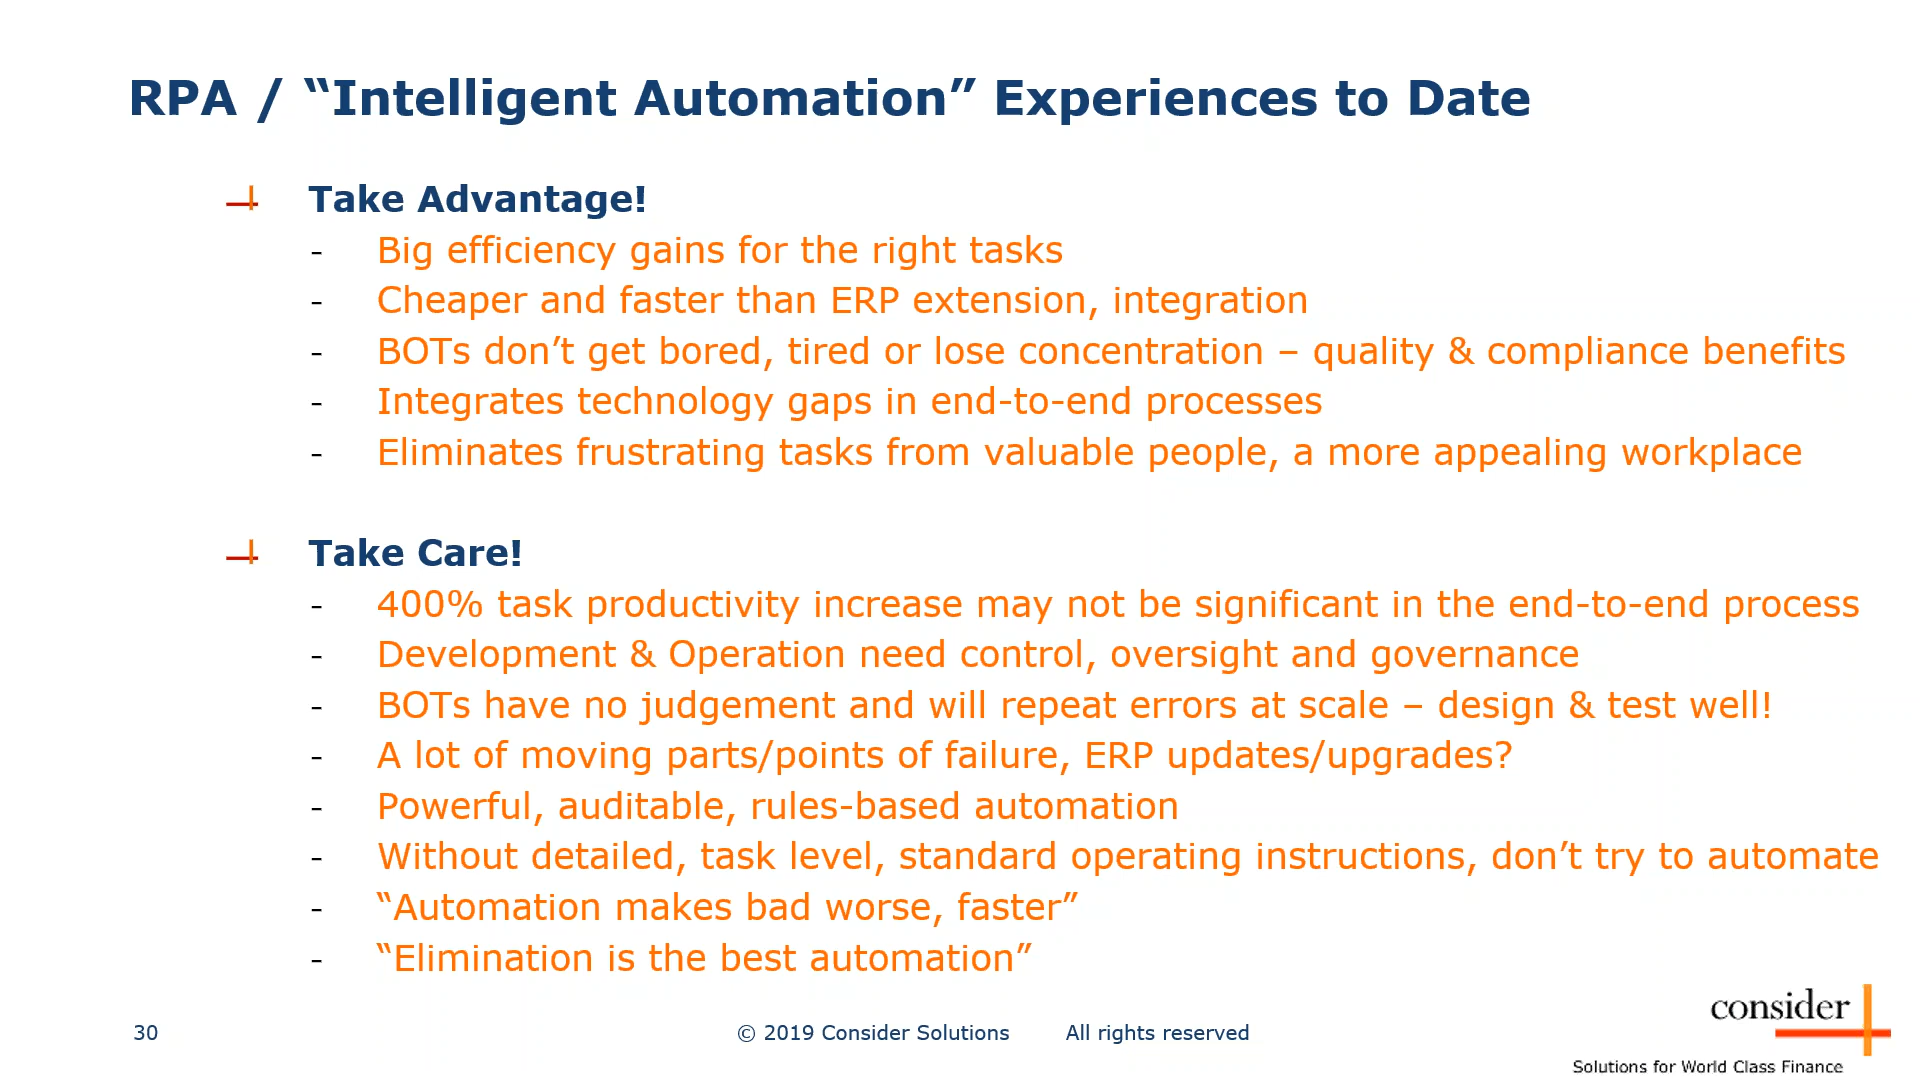 RPA / “Intelligent Automation” Experiences to Date
Take Advantage!
- Big efficiency gains for the right tasks
- Cheaper and faster than ERP extension, integration
- BOTs don’t get bored, tired or lose concentration – quality & compliance benefits
- Integrates technology gaps in end-to-end processes
- Eliminates frustrating tasks from valuable people, a more appealing workplace
Take Care!
- 400% task productivity increase may not be significant in the end-to-end process
- Development & Operation need control, oversight and governance
- BOTs have no judgement and will repeat errors at scale – design & test well!
- A lot of moving parts/points of failure, ERP updates/upgrades?
- Powerful, auditable, rules-based automation
- Without detailed, task level, standard operating instructions, don’t try to automate
- “Automation makes bad worse, faster”
- “Elimination is the best automation”
30
© 2019 Consider Solutions All rights reserved
consider
Solutions for World Class Finance